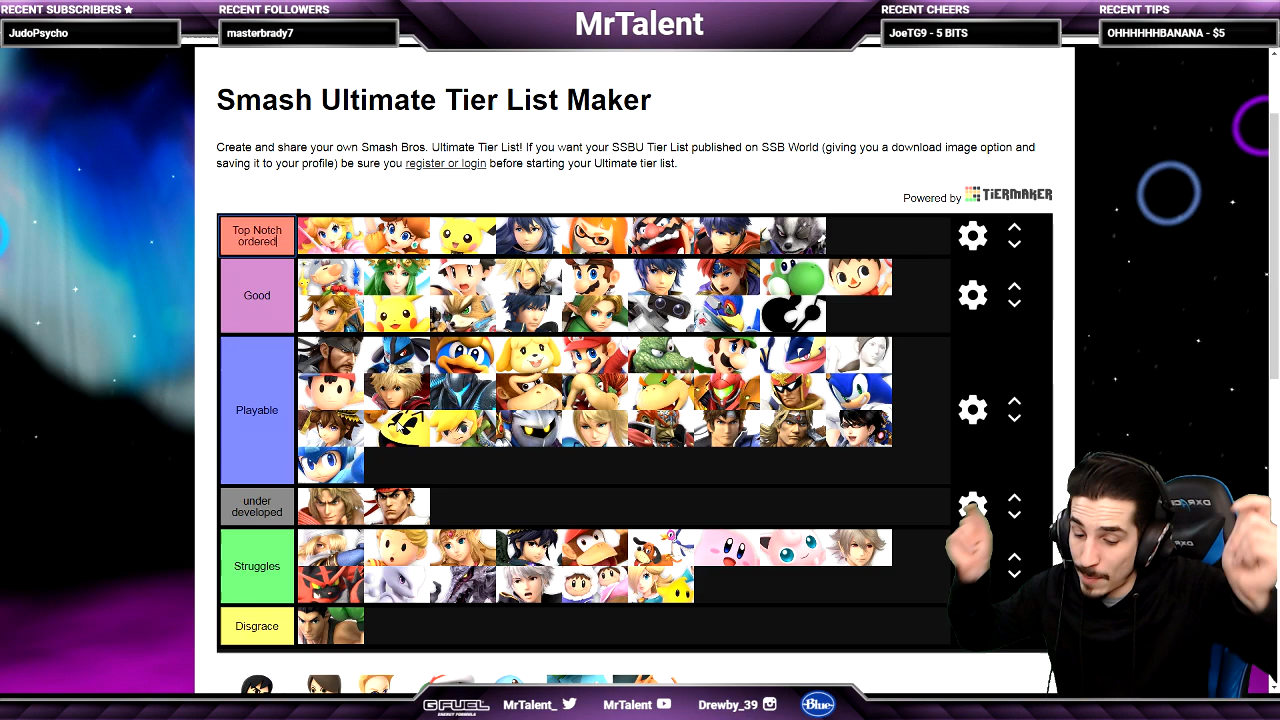 RECENT SUBSCRIBERS ★
JudoPsycho
RECENT FOLLOWERS
masterbrady7
MrTalent
RECENT CHEERS
JoeTG9 - 5 BITS
RECENT TIPS
OHHHHHHBANANA - $5
Smash Ultimate Tier List Maker
Create and share your own Smash Bros. Ultimate Tier List! If you want your SSBU Tier List published on SSB World (giving you a download image option and
saving it to your profile) be sure you register or login before starting your Ultimate tier list.
Powered by TiERMAKER
Top Notch
ordered
Good
Playable
under
developed
Struggles
Disgrace
DXRACER
G FUEL
ENERGY FORMULA
MrTalent_
MrTalent
Drewby_39
Blue